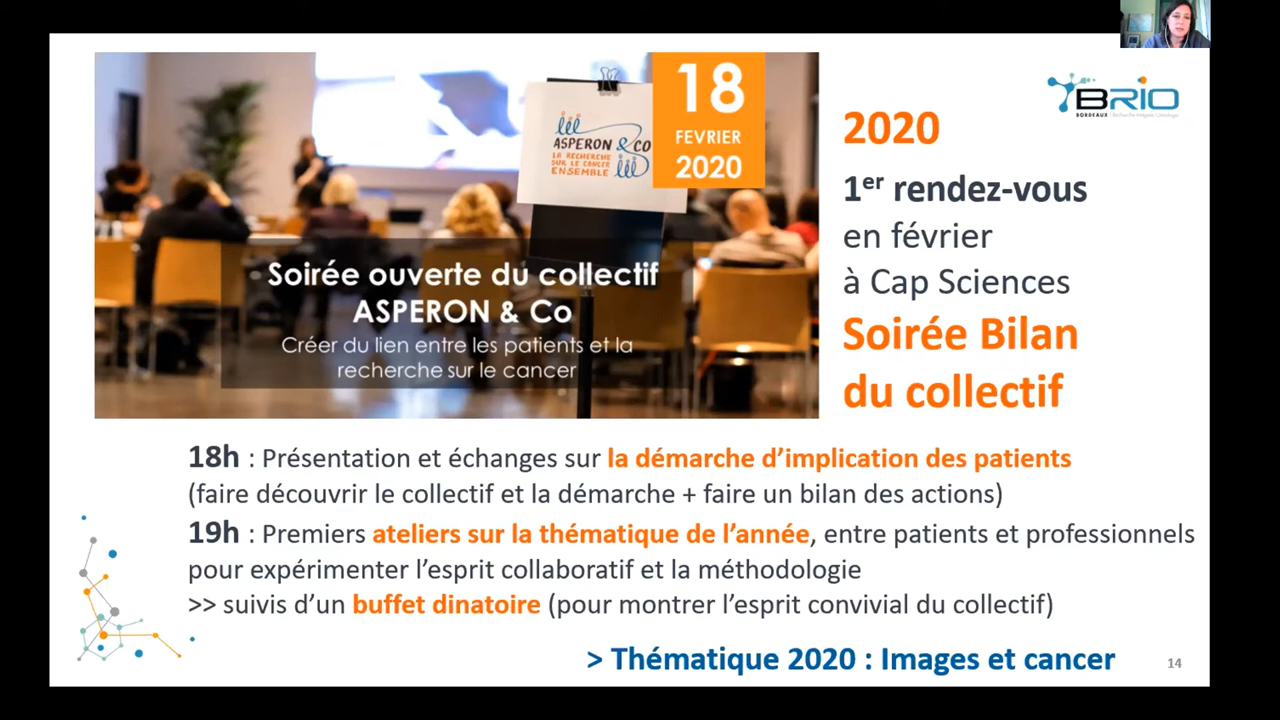 18
FEVRIER
2020
ASPERON & CO
LA RECHERCHE
SUR LE CANCER
ENSEMBLE
Soirée ouverte du collectif
ASPERON & Co
Créer du lien entre les patients et la
recherche sur le cancer
BRIO
BORDEAUX | Recherche Intégrée Oncologie
2020
1er rendez-vous
en février
à Cap Sciences
Soirée Bilan
du collectif
18h : Présentation et échanges sur la démarche d’implication des patients
(faire découvrir le collectif et la démarche + faire un bilan des actions)
19h : Premiers ateliers sur la thématique de l’année, entre patients et professionnels
pour expérimenter l’esprit collaboratif et la méthodologie
>> suivis d’un buffet dinatoire (pour montrer l’esprit convivial du collectif)
> Thématique 2020 : Images et cancer
14